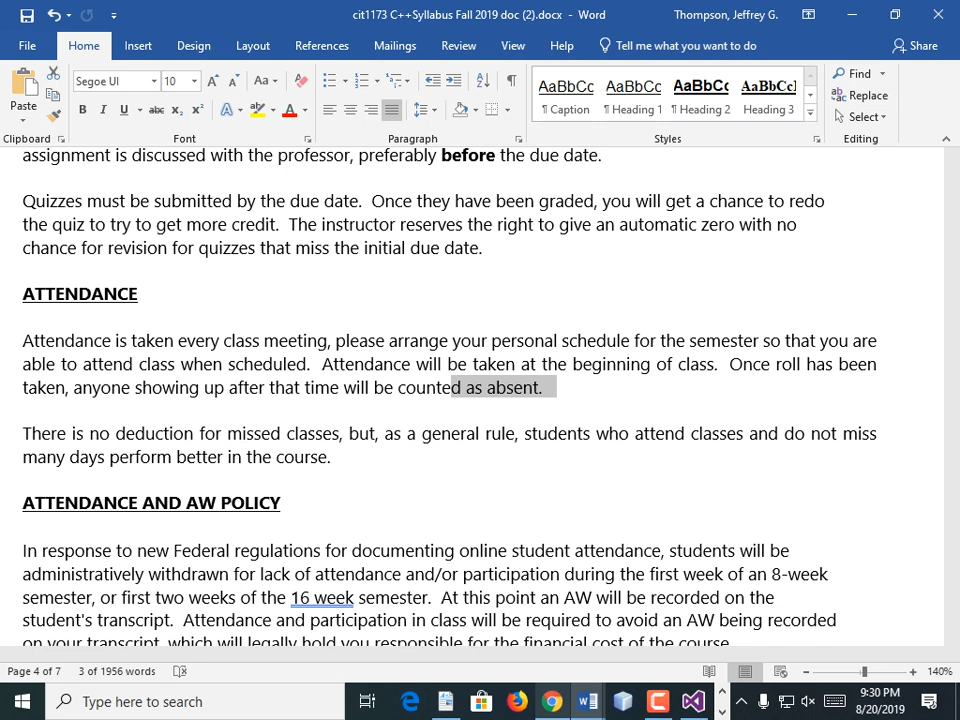 cit1173 C++Syllabus Fall 2019 doc (2).docx - Word
Thompson, Jeffrey G.
File Home Insert Design Layout References Mailings Review View Help Tell me what you want to do Share
Paste
Segoe UI 10
Aa
B I U abc x₂ x²
A A
AaBbCc AaBbCc AaBbCc AaBbCcI
¶ Caption ¶ Heading 1 ¶ Heading 2 Heading 3
Find
Replace
Select
Clipboard Font Paragraph Styles Editing
assignment is discussed with the professor, preferably before the due date.
Quizzes must be submitted by the due date. Once they have been graded, you will get a chance to redo
the quiz to try to get more credit. The instructor reserves the right to give an automatic zero with no
chance for revision for quizzes that miss the initial due date.
ATTENDANCE
Attendance is taken every class meeting, please arrange your personal schedule for the semester so that you are
able to attend class when scheduled. Attendance will be taken at the beginning of class. Once roll has been
taken, anyone showing up after that time will be counted as absent.
There is no deduction for missed classes, but, as a general rule, students who attend classes and do not miss
many days perform better in the course.
ATTENDANCE AND AW POLICY
In response to new Federal regulations for documenting online student attendance, students will be
administratively withdrawn for lack of attendance and/or participation during the first week of an 8-week
semester, or first two weeks of the 16 week semester. At this point an AW will be recorded on the
student's transcript. Attendance and participation in class will be required to avoid an AW being recorded
on your transcript, which will legally hold you responsible for the financial cost of the course.
Page 4 of 7 3 of 1956 words 140%
Type here to search
9:30 PM
8/20/2019